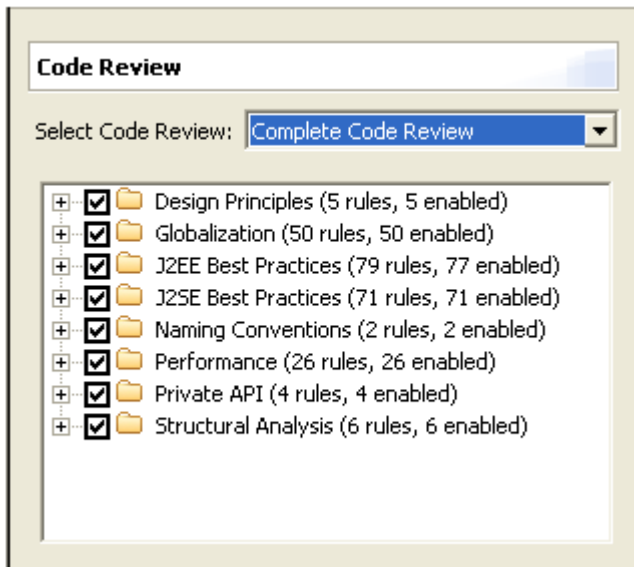 Code Review
Select Code Review: Complete Code Review
Design Principles (5 rules, 5 enabled)
Globalization (50 rules, 50 enabled)
J2EE Best Practices (79 rules, 77 enabled)
J2SE Best Practices (71 rules, 71 enabled)
Naming Conventions (2 rules, 2 enabled)
Performance (26 rules, 26 enabled)
Private API (4 rules, 4 enabled)
Structural Analysis (6 rules, 6 enabled)